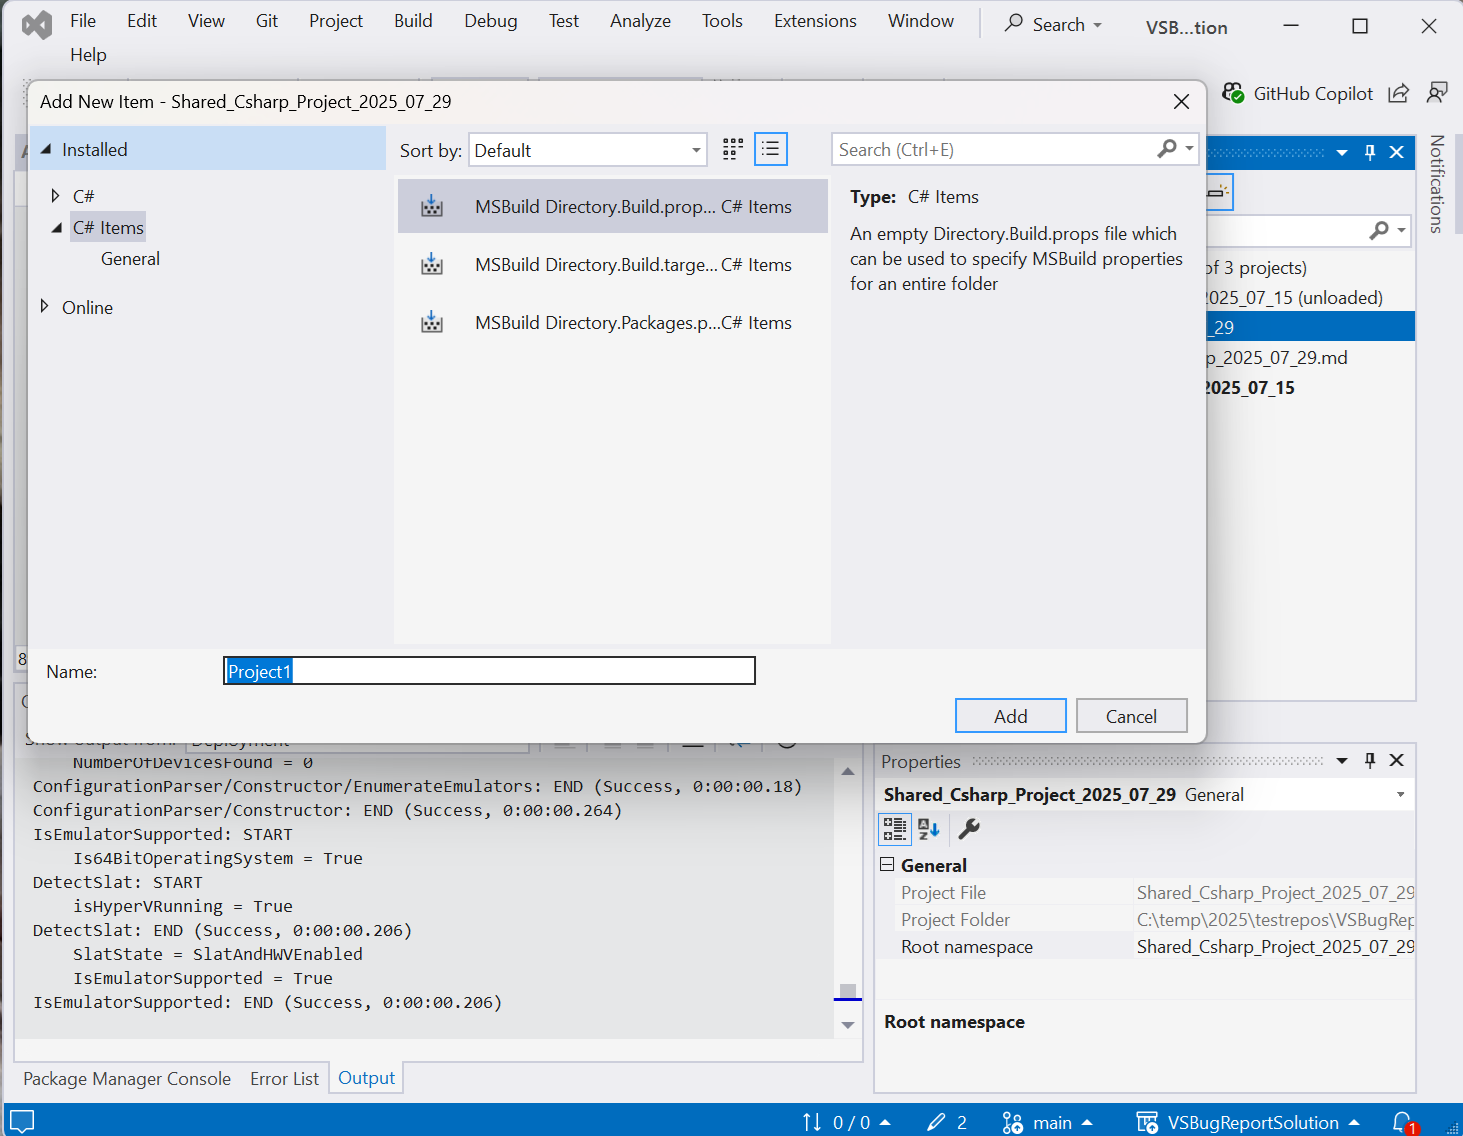 File Edit View Git Project Build Debug Test Analyze Tools Extensions Window Search VSB...tion
Help
GitHub Copilot
Add New Item - Shared_Csharp_Project_2025_07_29
Installed
Sort by: Default
Search (Ctrl+E)
C#
C# Items
General
Online
MSBuild Directory.Build.prop... C# Items
MSBuild Directory.Build.targe... C# Items
MSBuild Directory.Packages.p...C# Items
Type: C# Items
An empty Directory.Build.props file which
can be used to specify MSBuild properties
for an entire folder
Notifications
of 3 projects)
2025_07_15 (unloaded)
_29
p_2025_07_29.md
2025_07_15
8
Name: Project1
Add Cancel
NumberOfDevicesFound = 0
ConfigurationParser/Constructor/EnumerateEmulators: END (Success, 0:00:00.18)
ConfigurationParser/Constructor: END (Success, 0:00:00.264)
IsEmulatorSupported: START
Is64BitOperatingSystem = True
DetectSlat: START
isHyperVRunning = True
DetectSlat: END (Success, 0:00:00.206)
SlatState = SlatAndHWVEnabled
IsEmulatorSupported = True
IsEmulatorSupported: END (Success, 0:00:00.206)
Package Manager Console Error List Output
Properties
Shared_Csharp_Project_2025_07_29 General
General
Project File Shared_Csharp_Project_2025_07_29
Project Folder C:\temp\2025\testrepos\VSBugRep
Root namespace Shared_Csharp_Project_2025_07_29
Root namespace
0 / 0 2 main VSBugReportSolution 1